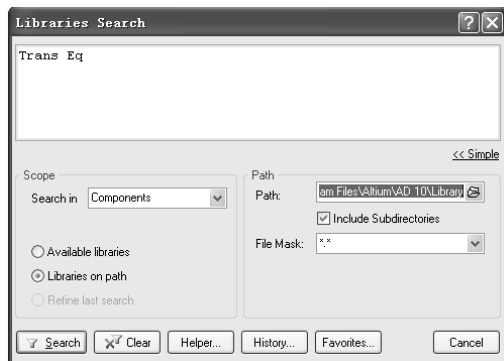 Libraries Search
Trans Eq
<< Simple
Scope
Search in
Components
Available libraries
Libraries on path
Refine last search
Path
Path:
am Files\Altium\AD 10\Library
Include Subdirectories
File Mask:
*.*
Search
Clear
Helper...
History...
Favorites...
Cancel